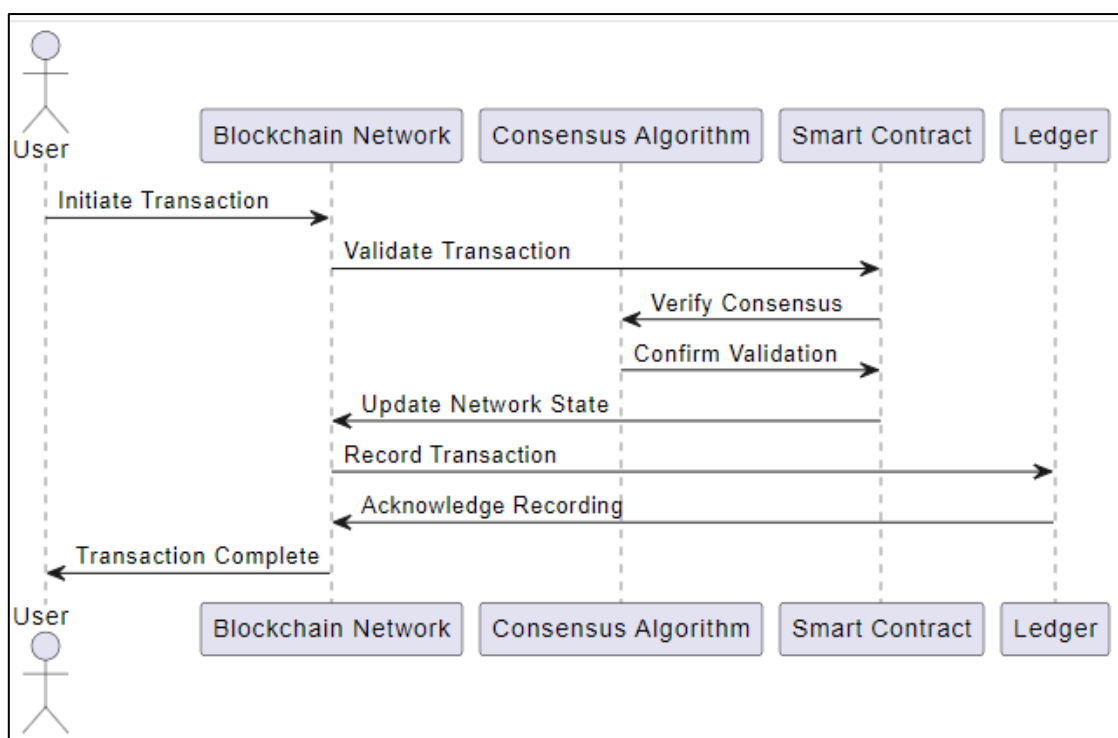 User
Blockchain Network
Consensus Algorithm
Smart Contract
Ledger
Initiate Transaction
Validate Transaction
Verify Consensus
Confirm Validation
Update Network State
Record Transaction
Acknowledge Recording
Transaction Complete
User
Blockchain Network
Consensus Algorithm
Smart Contract
Ledger